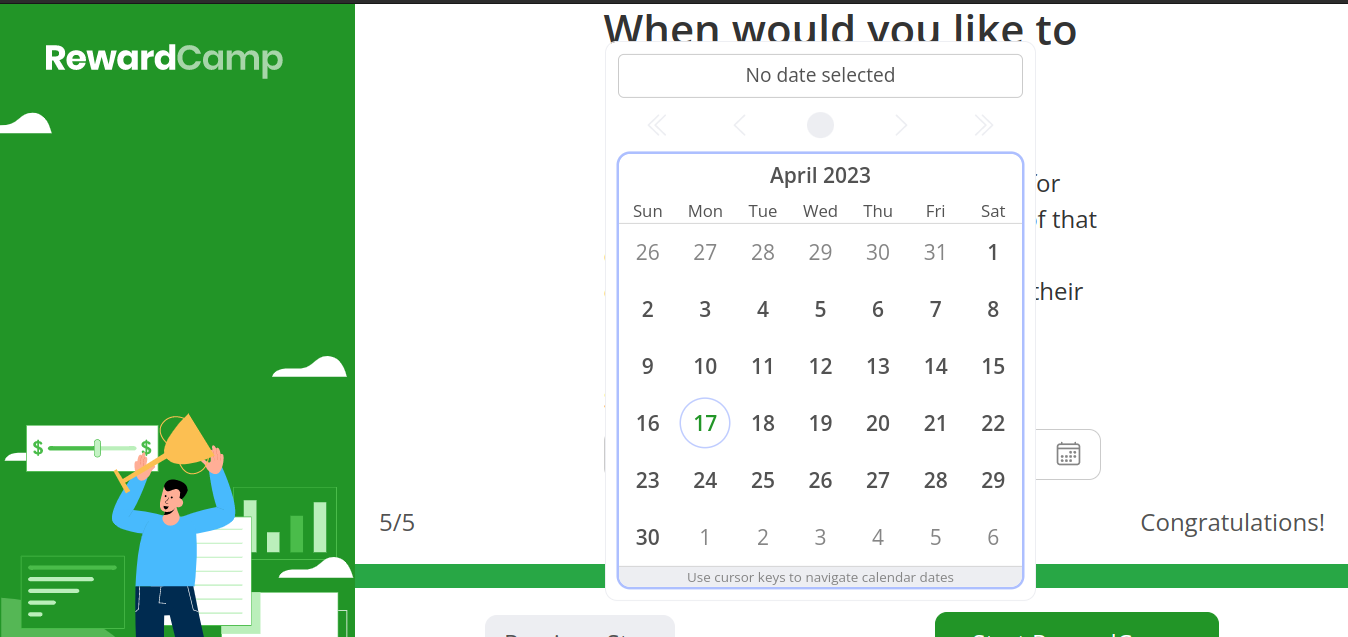 RewardCamp
When would you like to
No date selected
April 2023
for
Sun Mon Tue Wed Thu Fri Sat
of that
26 27 28 29 30 31 1
their
2 3 4 5 6 7 8
9 10 11 12 13 14 15
16 17 18 19 20 21 22
$ $
23 24 25 26 27 28 29
5/5
Congratulations!
30 1 2 3 4 5 6
Use cursor keys to navigate calendar dates